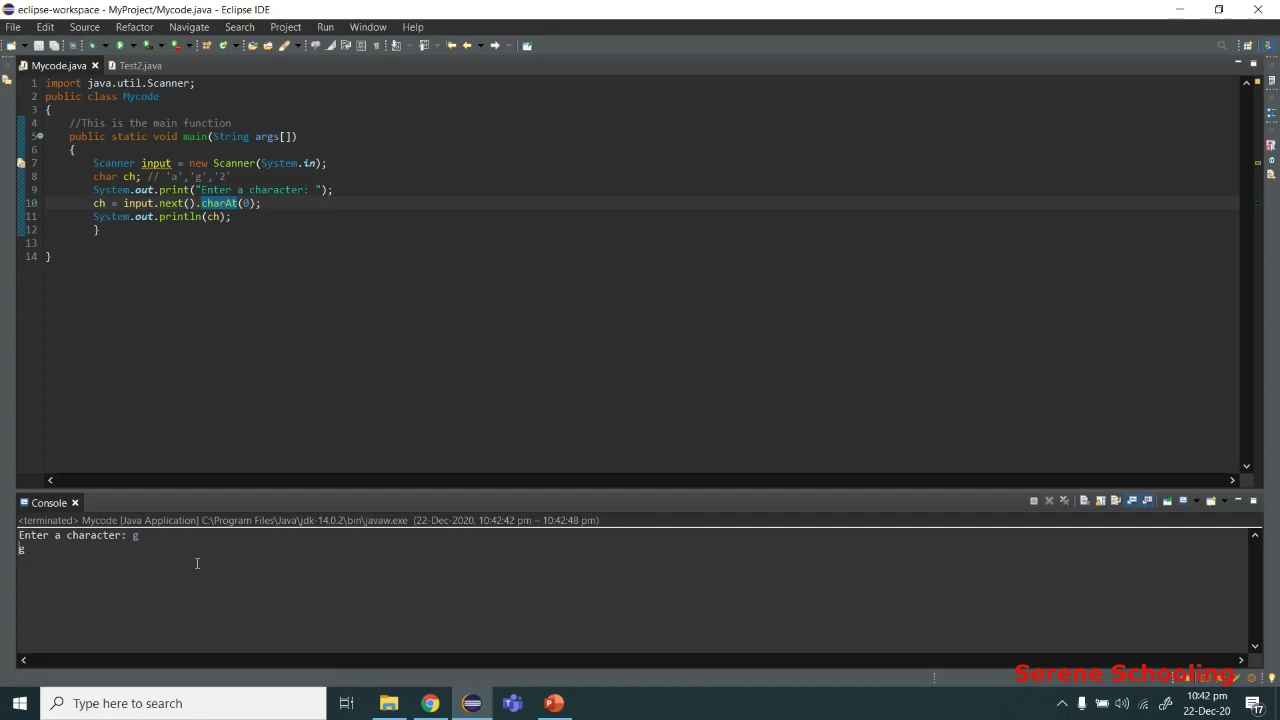 eclipse-workspace - MyProject/Mycode.java - Eclipse IDE
File Edit Source Refactor Navigate Search Project Run Window Help
Mycode.java Test2.java
1 import java.util.Scanner;
2 public class Mycode
3 {
4 //This is the main function
5 public static void main(String args[])
6 {
7 Scanner input = new Scanner(System.in);
8 char ch; // 'a','g','2'
9 System.out.print("Enter a character: ");
10 ch = input.next().charAt(0);
11 System.out.println(ch);
12 }
13
14 }
Console
<terminated> Mycode [Java Application] C:\Program Files\Java\jdk-14.0.2\bin\javaw.exe (22-Dec-2020, 10:42:42 pm – 10:42:48 pm)
Enter a character: g
g
Serene Schooling
Type here to search
10:42 pm
22-Dec-20
17